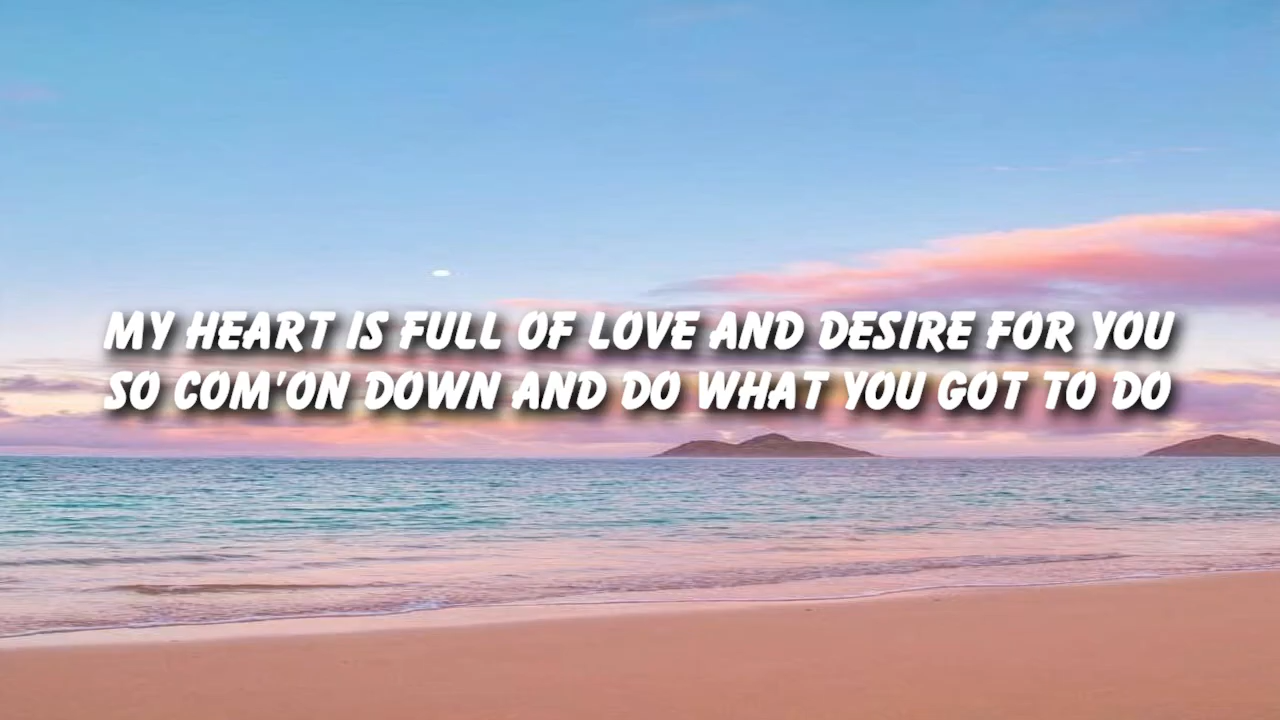 MY HEART IS FULL OF LOVE AND DESIRE FOR YOU
SO COM'ON DOWN AND DO WHAT YOU GOT TO DO